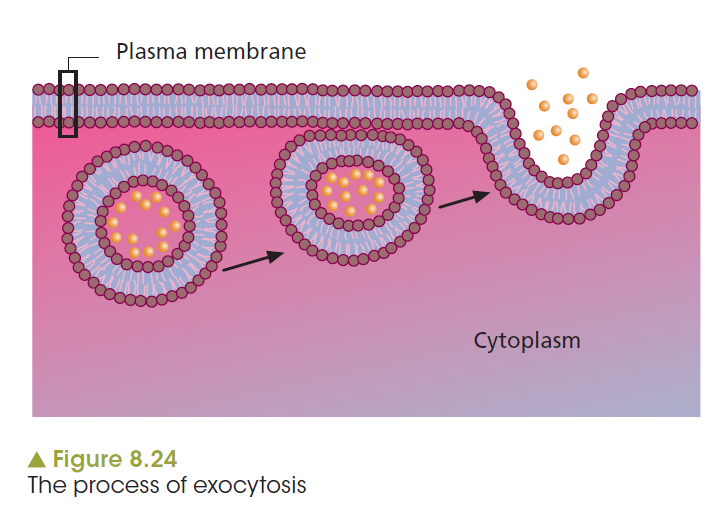 Plasma membrane
Cytoplasm
▲ Figure 8.24
The process of exocytosis